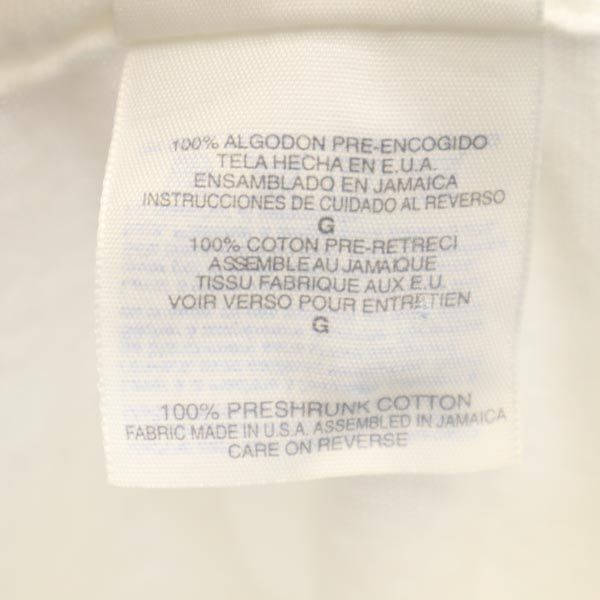 100% ALGODON PRE-ENCOGIDO
TELA HECHA EN E.U.A.
ENSAMBLADO EN JAMAICA
INSTRUCCIONES DE CUIDADO AL REVERSO
G
100% COTON PRE-RETRECI
ASSEMBLE AU JAMAIQUE
TISSU FABRIQUE AUX E.U.
VOIR VERSO POUR ENTRETIEN
G
100% PRESHRUNK COTTON
FABRIC MADE IN U.S.A. ASSEMBLED IN JAMAICA
CARE ON REVERSE